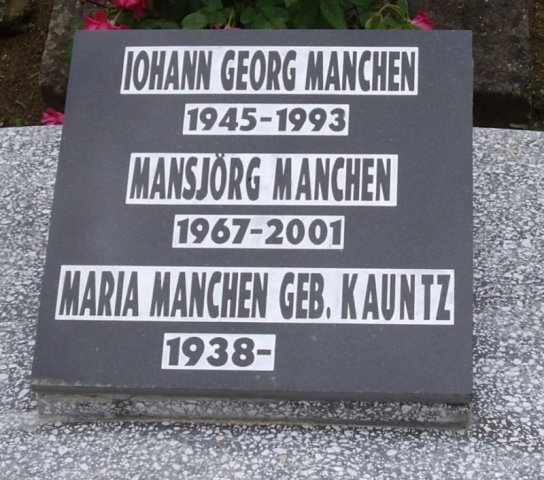 IOHANN GEORG MANCHEN
1945-1993
MANSJÖRG MANCHEN
1967-2001
MARIA MANCHEN GEB. KAUNTZ
1938-